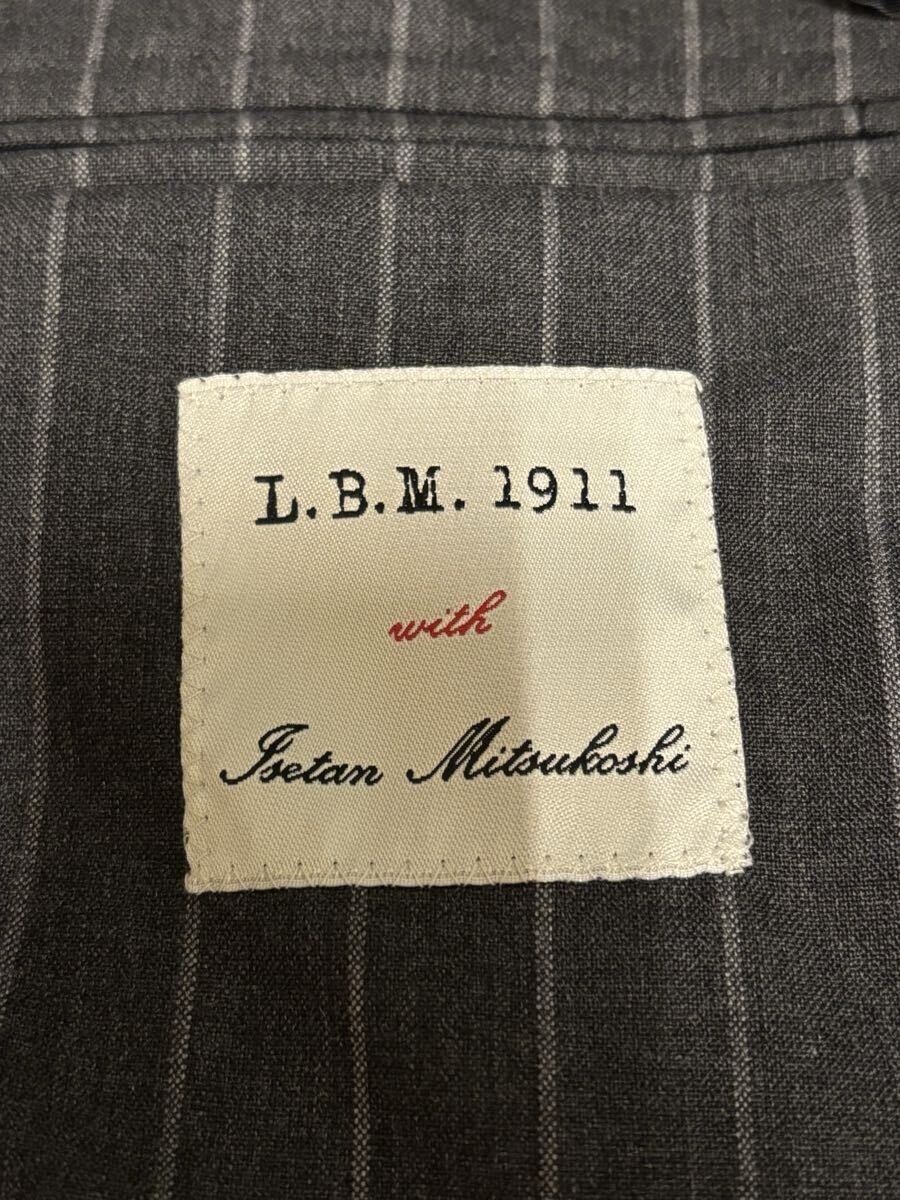 L.B.M. 1911
with
Isetan Mitsukoshi